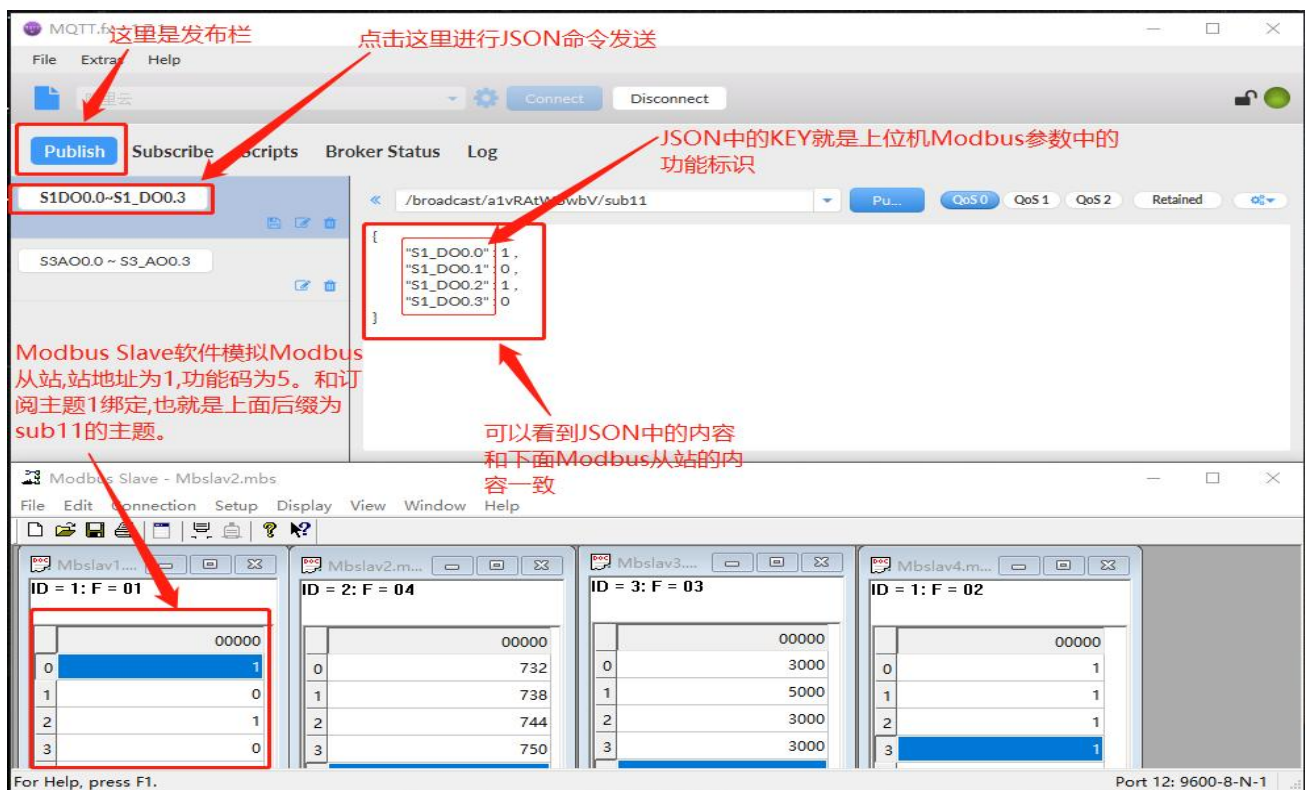 MQTT.fx - 1.7.1
这里是发布栏
点击这里进行JSON命令发送
File Extras Help
Connect Disconnect
JSON中的KEY就是上位机Modbus参数中的
功能标识
Publish Subscribe Scripts Broker Status Log
S1DO0.0~S1_DO0.3
Pu... QoS 0 QoS 1 QoS 2 Retained
{
"S1_DO0.0" : 1 ,
"S1_DO0.1" : 0 ,
"S1_DO0.2" : 1 ,
"S1_DO0.3" : 0
}
S3AO0.0 ~ S3_AO0.3
Modbus Slave软件模拟Modbus
从站,站地址为1,功能码为5。和订
阅主题1绑定,也就是上面后缀为
sub11的主题。
可以看到JSON中的内容
和下面Modbus从站的内
容一致
Modbus Slave - Mbslav2.mbs
File Edit Connection Setup Display View Window Help
Mbslav1.... Mbslav2.m... Mbslav3.... Mbslav4.m...
ID = 1: F = 01 ID = 2: F = 04 ID = 3: F = 03 ID = 1: F = 02
00000 00000 00000 00000
0 1 0 732 0 3000 0 1
1 0 1 738 1 5000 1 1
2 1 2 744 2 3000 2 1
3 0 3 750 3 3000 3 1
For Help, press F1. Port 12: 9600-8-N-1